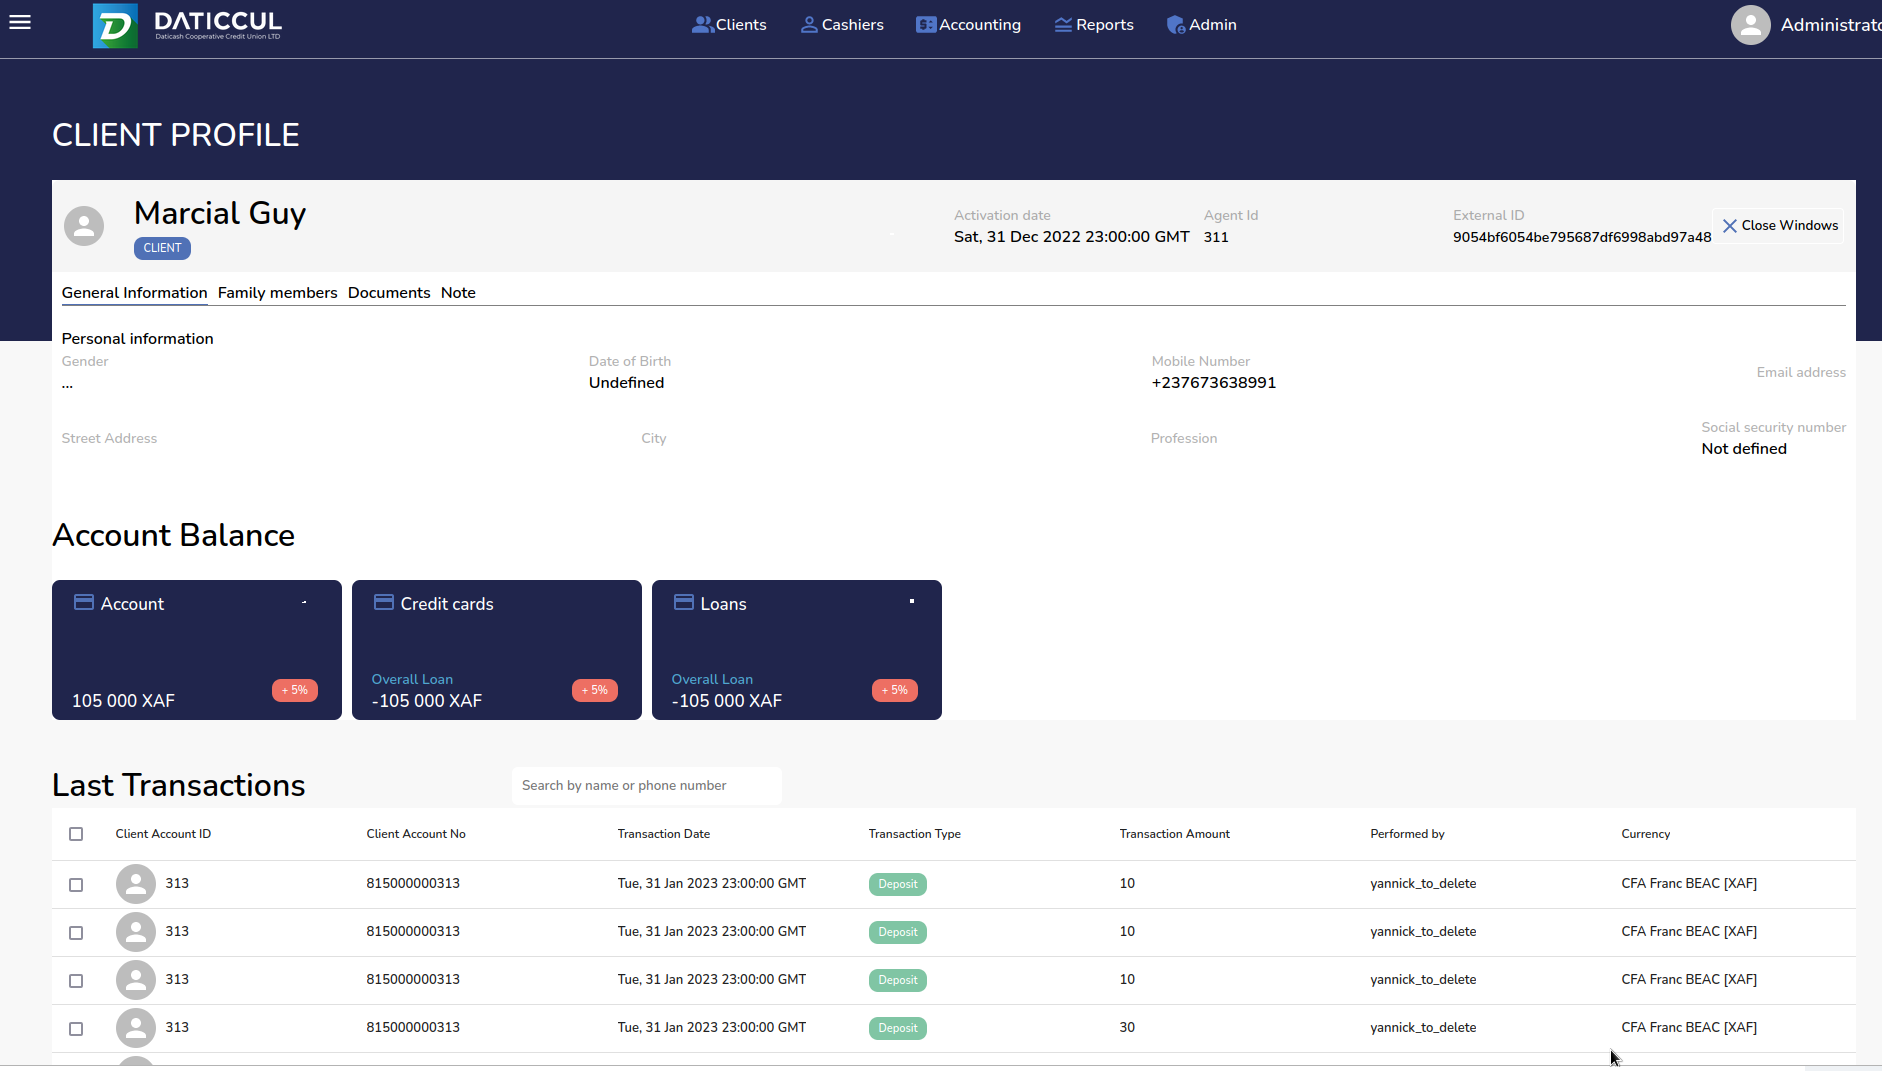 DATICCUL
Daticash Cooperative Credit Union LTD
Clients
Cashiers
Accounting
Reports
Admin
Administrato
CLIENT PROFILE
Marcial Guy
CLIENT
Activation date
Sat, 31 Dec 2022 23:00:00 GMT
Agent Id
311
External ID
9054bf6054be795687df6998abd97a48
Close Windows
General Information
Family members
Documents
Note
Personal information
Gender
...
Date of Birth
Undefined
Mobile Number
+237673638991
Email address
Street Address
City
Profession
Social security number
Not defined
Account Balance
Account
105 000 XAF
+ 5%
Credit cards
Overall Loan
-105 000 XAF
+ 5%
Loans
Overall Loan
-105 000 XAF
+ 5%
Last Transactions
Search by name or phone number
Client Account ID Client Account No Transaction Date Transaction Type Transaction Amount Performed by Currency
313 815000000313 Tue, 31 Jan 2023 23:00:00 GMT Deposit 10 yannick_to_delete CFA Franc BEAC [XAF]
313 815000000313 Tue, 31 Jan 2023 23:00:00 GMT Deposit 10 yannick_to_delete CFA Franc BEAC [XAF]
313 815000000313 Tue, 31 Jan 2023 23:00:00 GMT Deposit 10 yannick_to_delete CFA Franc BEAC [XAF]
313 815000000313 Tue, 31 Jan 2023 23:00:00 GMT Deposit 30 yannick_to_delete CFA Franc BEAC [XAF]